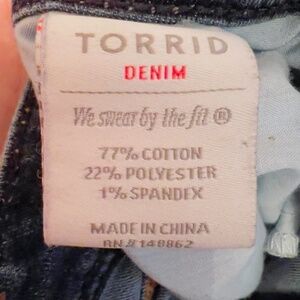 TORRID
DENIM
We swear by the fit ®
77% COTTON
22% POLYESTER
1% SPANDEX
MADE IN CHINA
RN# 148862